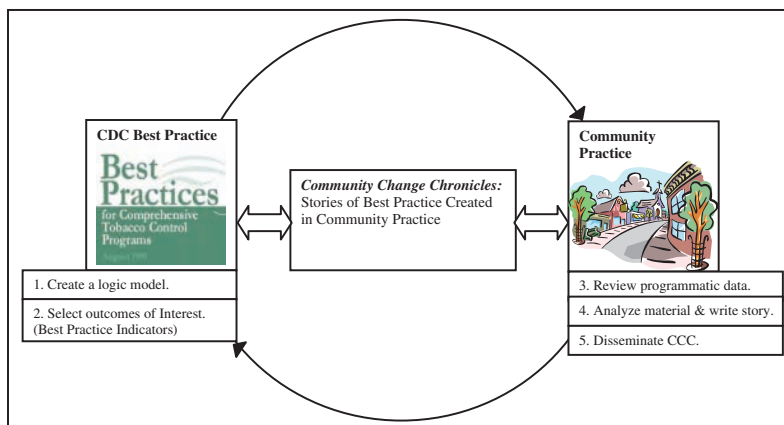 CDC Best Practice
Best
Practices
for Comprehensive
Tobacco Control
Programs
August 1999
1. Create a logic model.
2. Select outcomes of Interest.
(Best Practice Indicators)
Community Change Chronicles:
Stories of Best Practice Created
in Community Practice
Community
Practice
3. Review programmatic data.
4. Analyze material & write story.
5. Disseminate CCC.